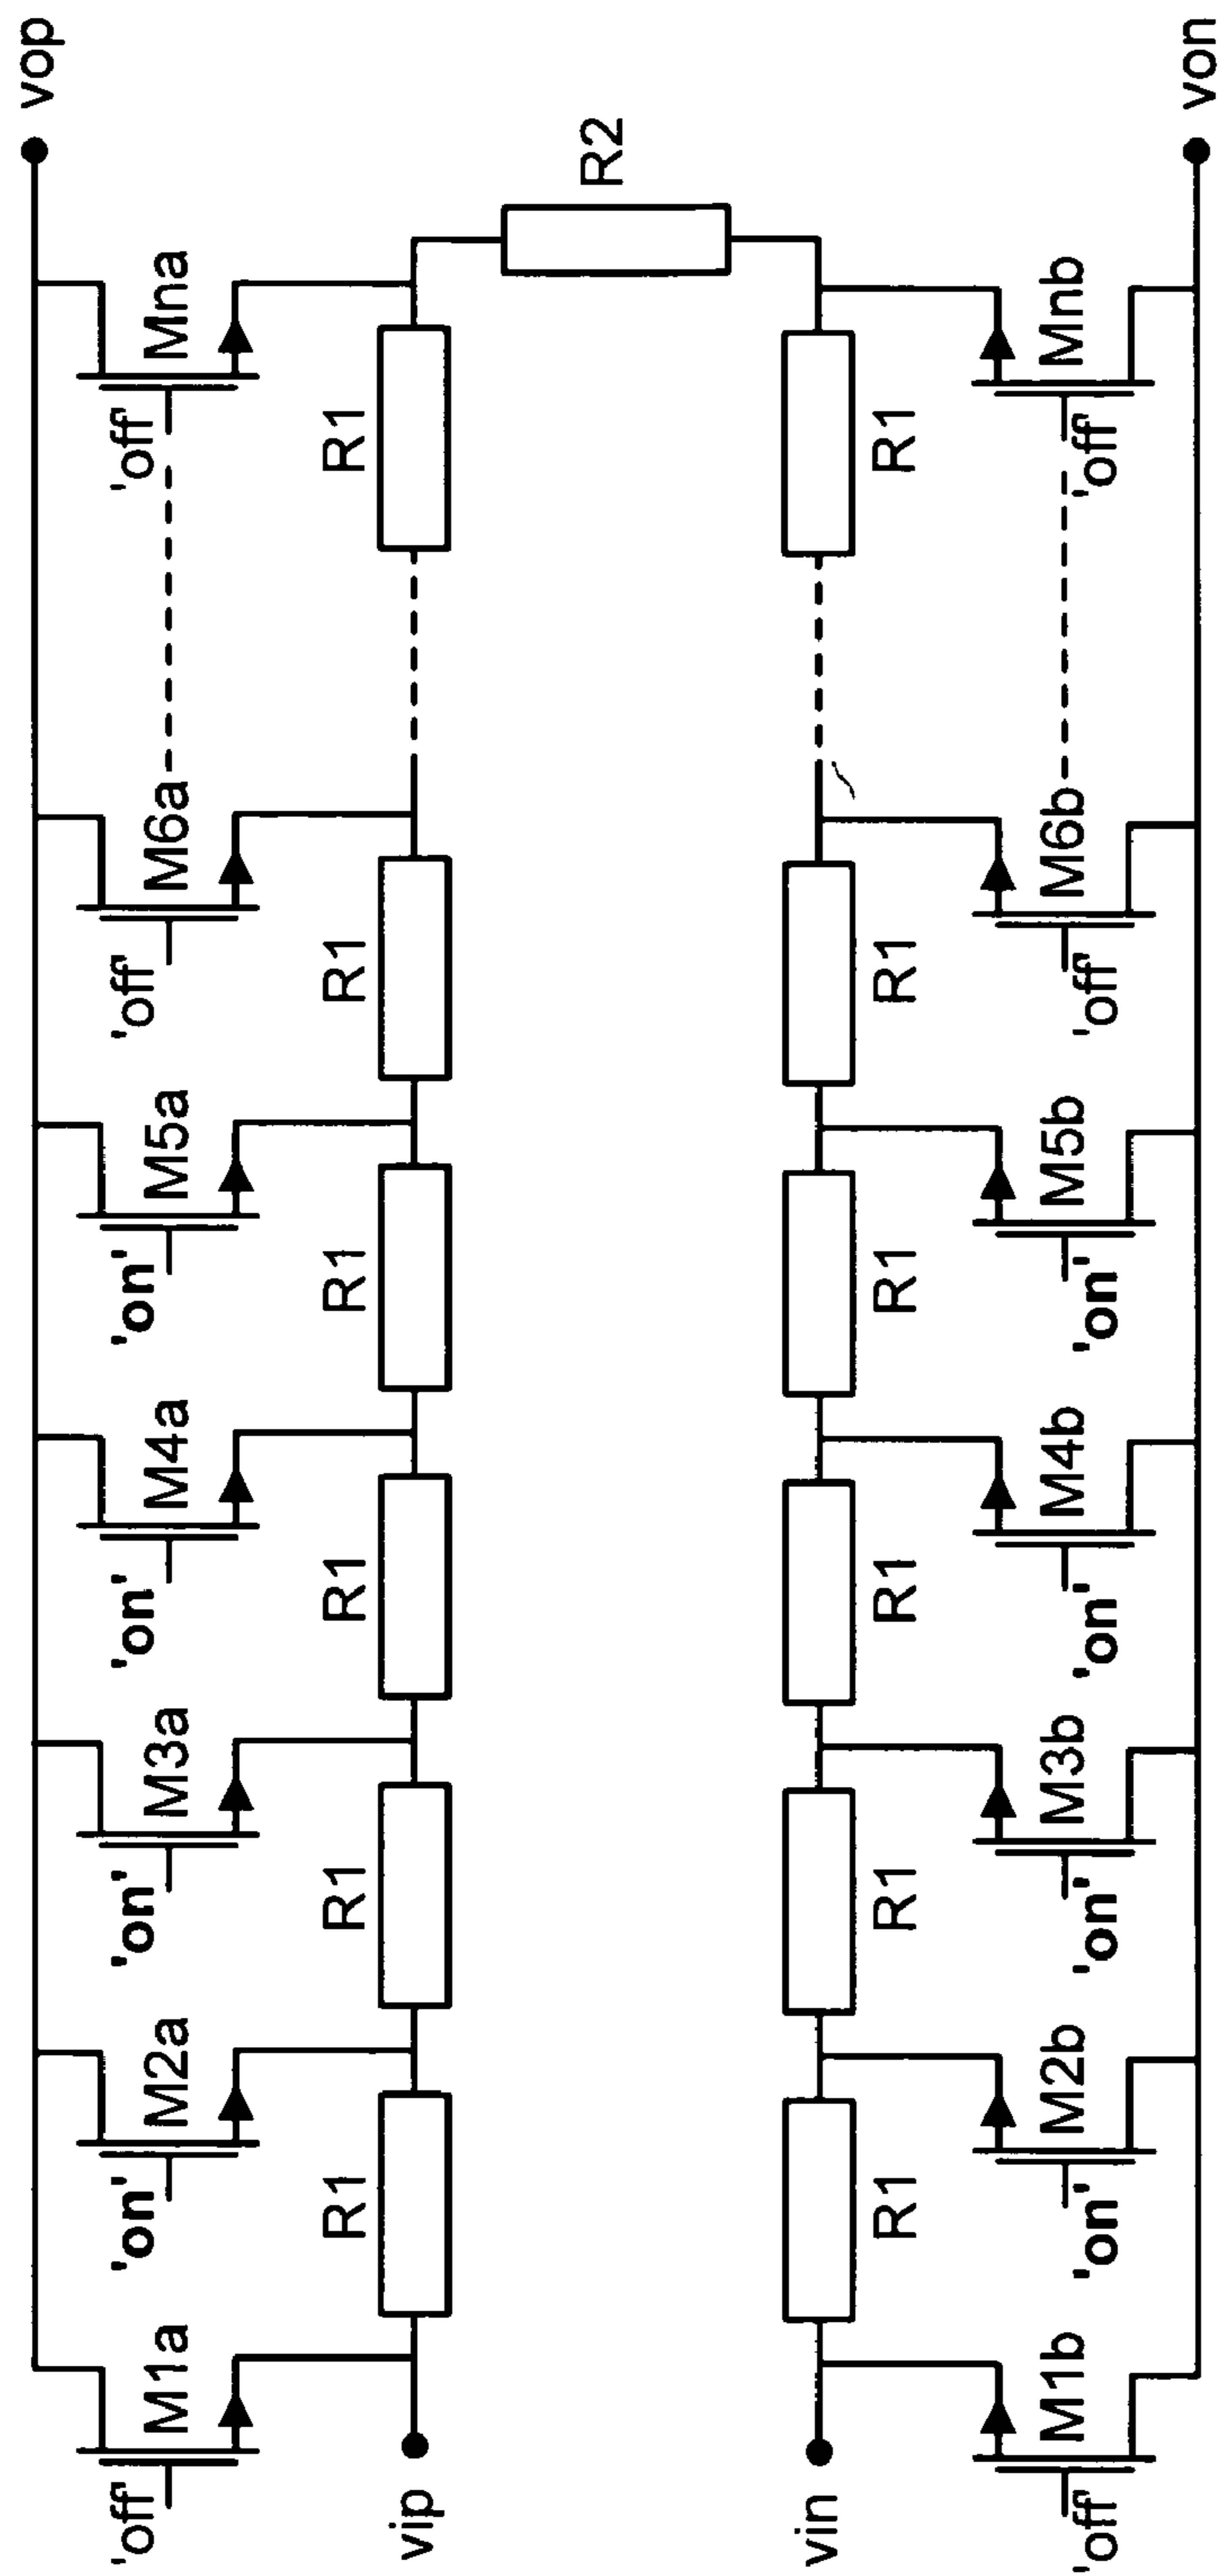 vop
'off' 'on' 'on' 'on' 'on' 'off' 'off'
M1a M2a M3a M4a M5a M6a Mna
R1 R1 R1 R1 R1 R1
vip
R2
vin
R1 R1 R1 R1 R1 R1
M1b M2b M3b M4b M5b M6b Mnb
'off' 'on' 'on' 'on' 'on' 'off' 'off'
von